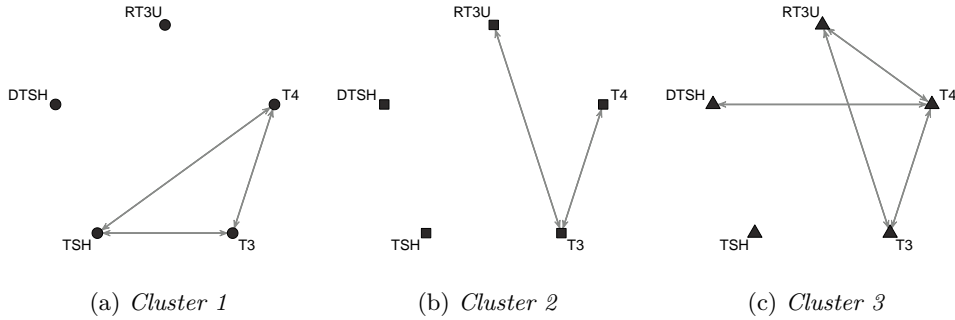 RT3U
DTSH
T4
TSH
T3
(a) Cluster 1
RT3U
DTSH
T4
TSH
T3
(b) Cluster 2
RT3U
DTSH
T4
TSH
T3
(c) Cluster 3